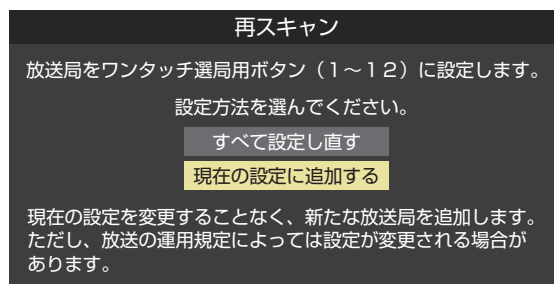 再スキャン
放送局をワンタッチ選局用ボタン（1～12）に設定します。
設定方法を選んでください。
すべて設定し直す
現在の設定に追加する
現在の設定を変更することなく、新たな放送局を追加します。
ただし、放送の運用規定によっては設定が変更される場合が
あります。